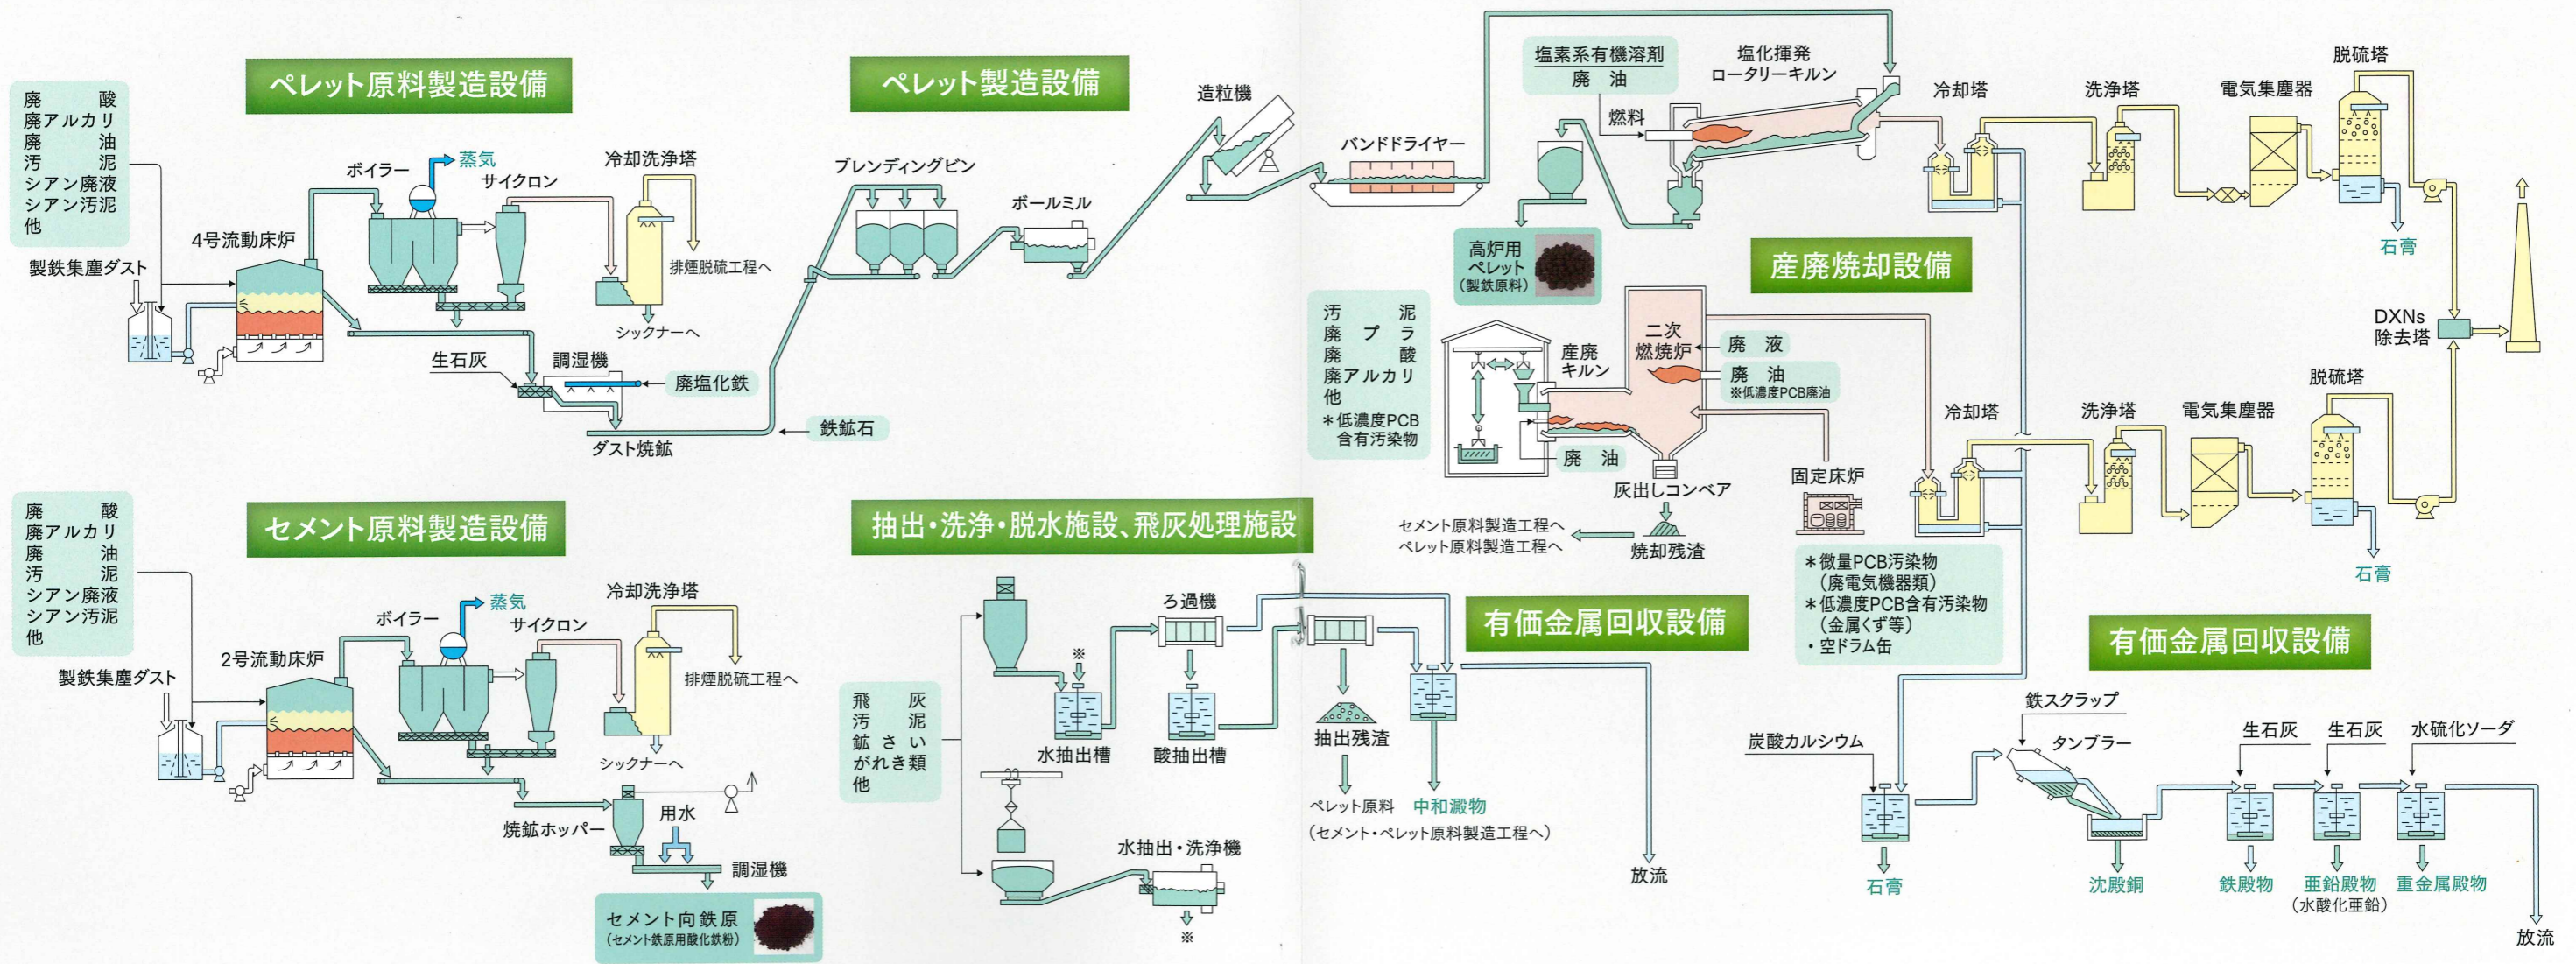 ペレット原料製造設備
廃酸
廃アルカリ
廃油
汚泥
シアン廃液
シアン汚泥
他
製鉄集塵ダスト
4号流動床炉
ボイラー
蒸気
サイクロン
冷却洗浄塔
排煙脱硫工程へ
シックナーへ
生石灰
調湿機
廃塩化鉄
ダスト焼鉱
鉄鉱石
ペレット製造設備
ブレンディングビン
ボールミル
造粒機
バンドドライヤー
塩素系有機溶剤
廃油
燃料
塩化揮発
ロータリーキルン
高炉用
ペレット
(製鉄原料)
冷却塔
洗浄塔
電気集塵器
脱硫塔
石膏
DXNs
除去塔
産廃焼却設備
汚泥
廃プラ
廃酸
廃アルカリ
他
*低濃度PCB
含有汚染物
産廃
キルン
二次
燃焼炉
廃液
廃油
※低濃度PCB廃油
廃油
灰出しコンベア
焼却残渣
セメント原料製造工程へ
ペレット原料製造工程へ
固定床炉
*微量PCB汚染物
(廃電気機器類)
*低濃度PCB含有汚染物
(金属くず等)
・空ドラム缶
冷却塔
洗浄塔
電気集塵器
脱硫塔
石膏
セメント原料製造設備
廃酸
廃アルカリ
廃油
汚泥
シアン廃液
シアン汚泥
他
製鉄集塵ダスト
2号流動床炉
ボイラー
蒸気
サイクロン
冷却洗浄塔
排煙脱硫工程へ
シックナーへ
焼鉱ホッパー
用水
調湿機
セメント向鉄原
(セメント鉄原用酸化鉄粉)
抽出・洗浄・脱水施設、飛灰処理施設
飛灰
汚泥
鉱さい
がれき類
他
※
水抽出槽
ろ過機
酸抽出槽
水抽出・洗浄機
※
抽出残渣
ペレット原料
中和澱物
(セメント・ペレット原料製造工程へ)
有価金属回収設備
放流
有価金属回収設備
炭酸カルシウム
石膏
鉄スクラップ
タンブラー
沈殿銅
生石灰
鉄殿物
生石灰
亜鉛殿物
(水酸化亜鉛)
水硫化ソーダ
重金属殿物
放流